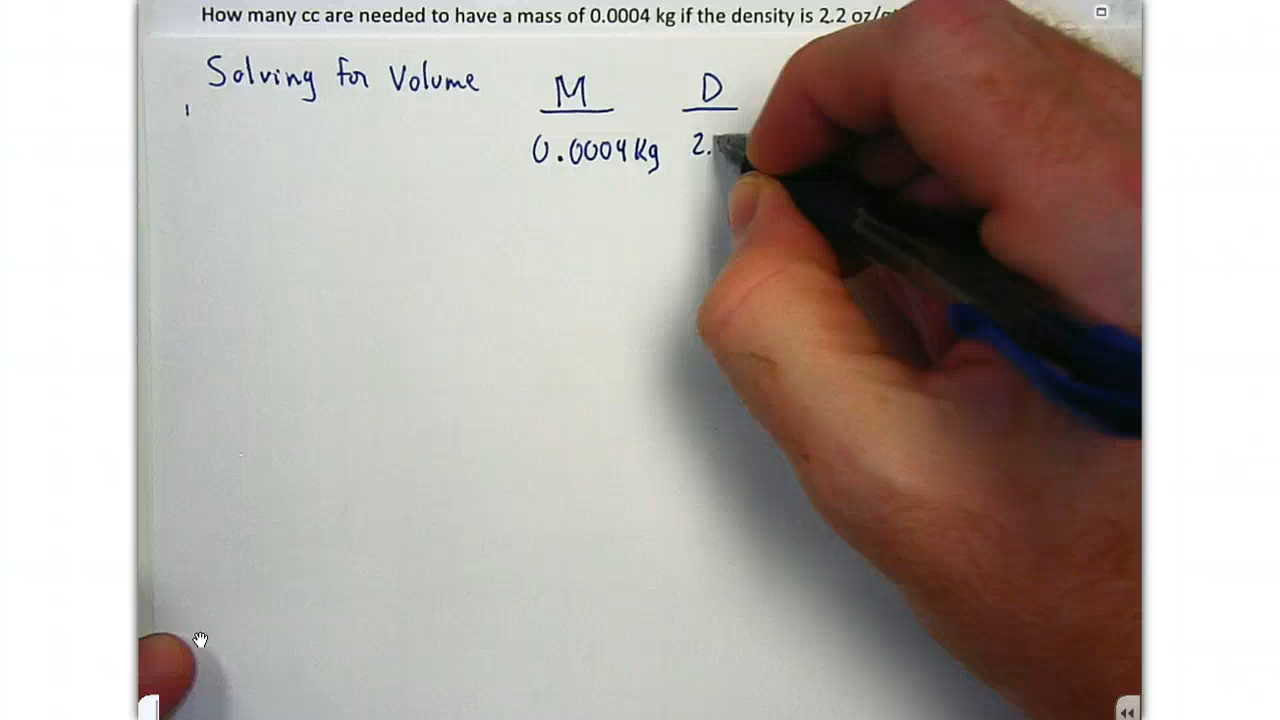 How many cc are needed to have a mass of 0.0004 kg if the density is 2.2
Solving for Volume
M D
0.0004 Kg 2.